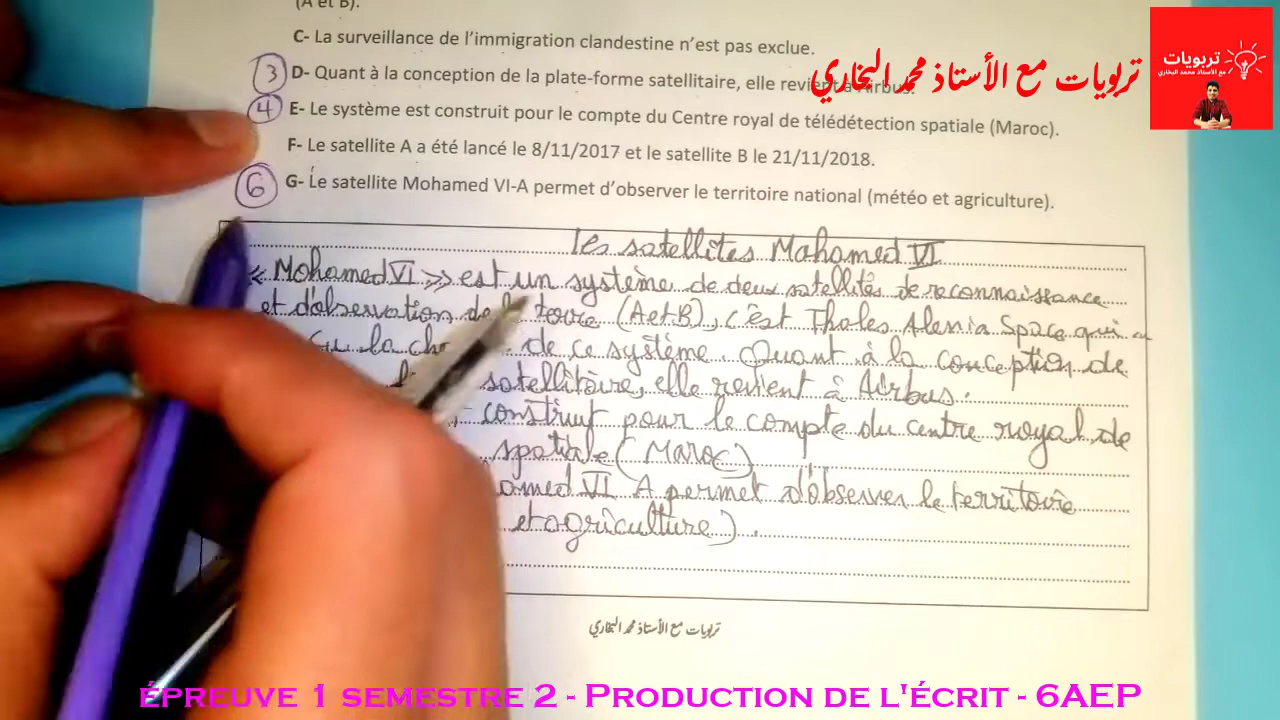 (A et B).
C- La surveillance de l'immigration clandestine n'est pas exclue.
3 D- Quant à la conception de la plate-forme satellitaire, elle revient à Airbus.
4 E- Le système est construit pour le compte du Centre royal de télédétection spatiale (Maroc).
F- Le satellite A a été lancé le 8/11/2017 et le satellite B le 21/11/2018.
6 G- Le satellite Mohamed VI-A permet d'observer le territoire national (météo et agriculture).
تربويات مع الأستاذ محمد البخاري
تربويات
مع الأستاذ محمد البخاري
les satellites Mohamed VI
« Mohamed VI » est un système de deux satellites de reconnaissance
et d'observation de la terre (A et B), c'est Thales Alenia Space qui a
la de ce système. Quant à la conception de
satellitaire, elle revient à Airbus.
construit pour le compte du centre royal de
spatiale (Maroc)
VI A permet d'observer le territoire
et agriculture).
تربويات مع الأستاذ محمد البخاري
épreuve 1 semestre 2 - Production de l'écrit - 6AEP